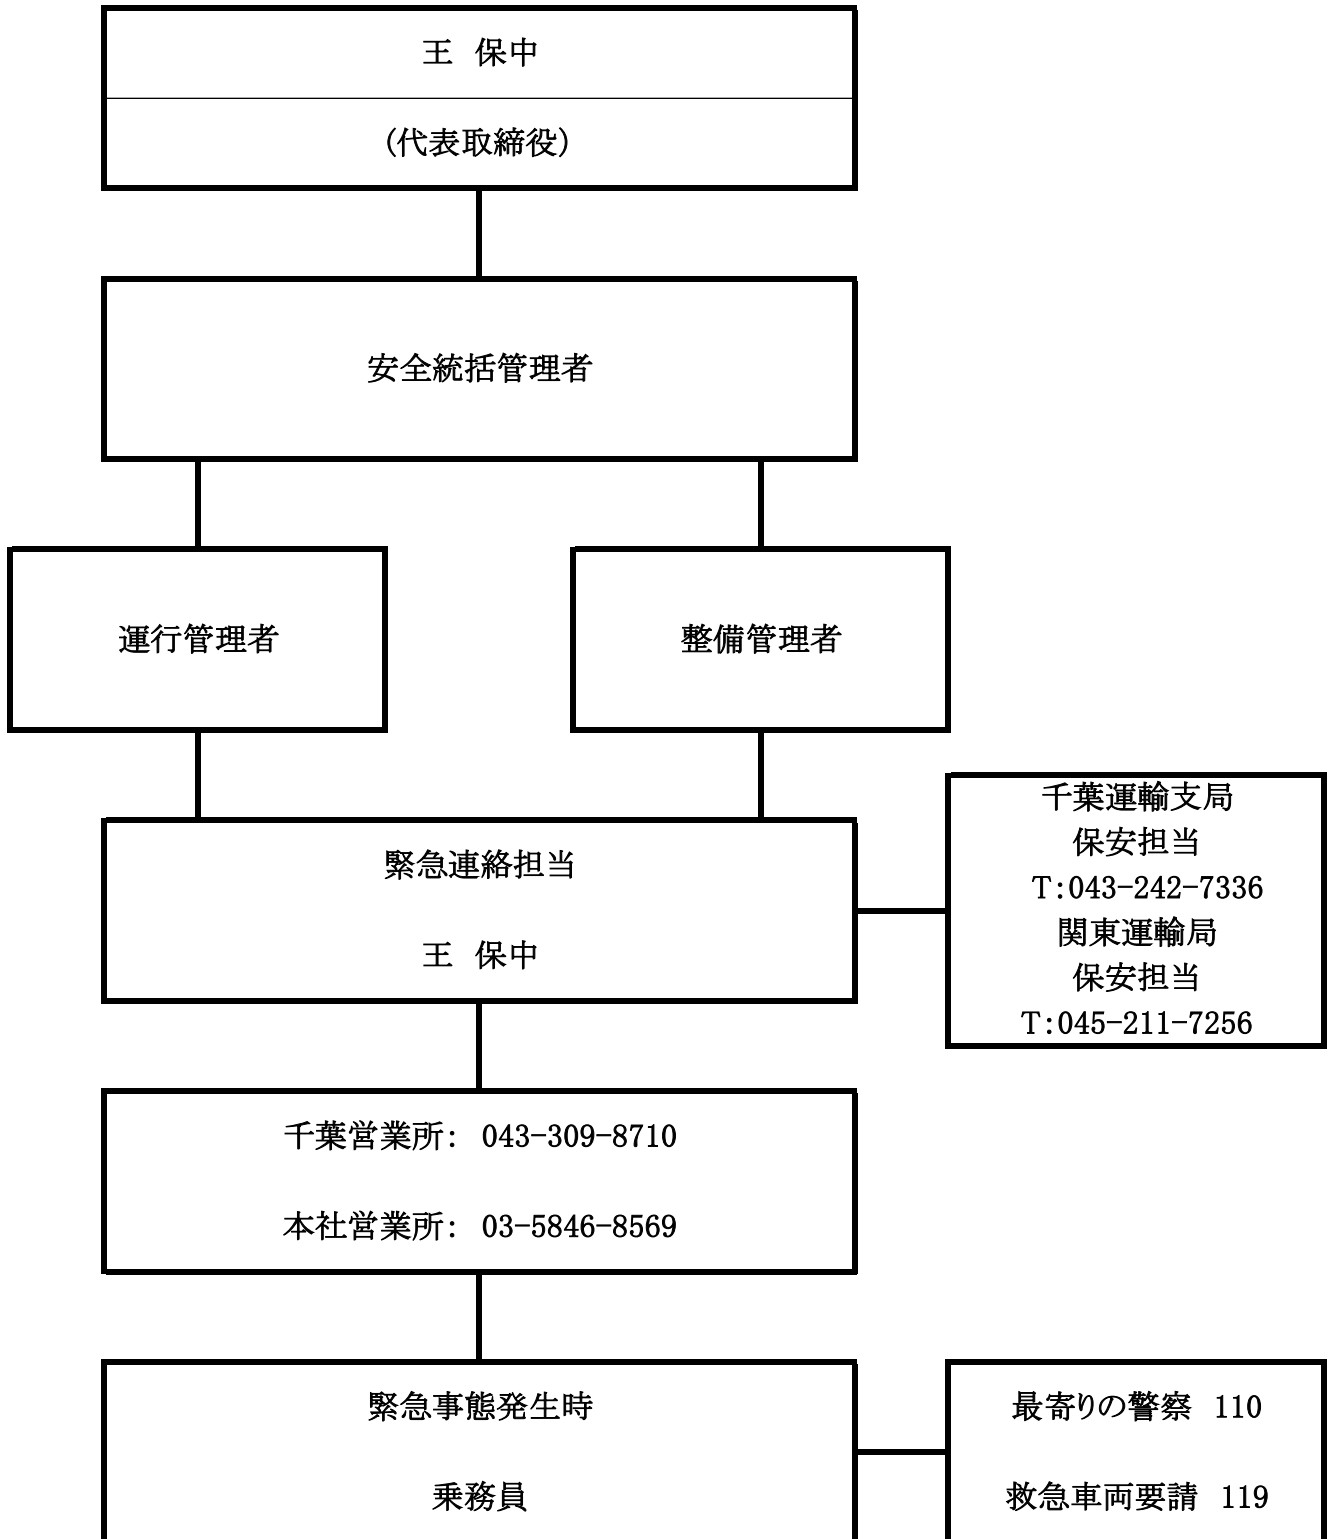 王 保中
(代表取締役)
安全統括管理者
運行管理者
整備管理者
緊急連絡担当
王 保中
千葉運輸支局
保安担当
T:043-242-7336
関東運輸局
保安担当
T:045-211-7256
千葉営業所: 043-309-8710
本社営業所: 03-5846-8569
緊急事態発生時
乗務員
最寄りの警察 110
救急車両要請 119